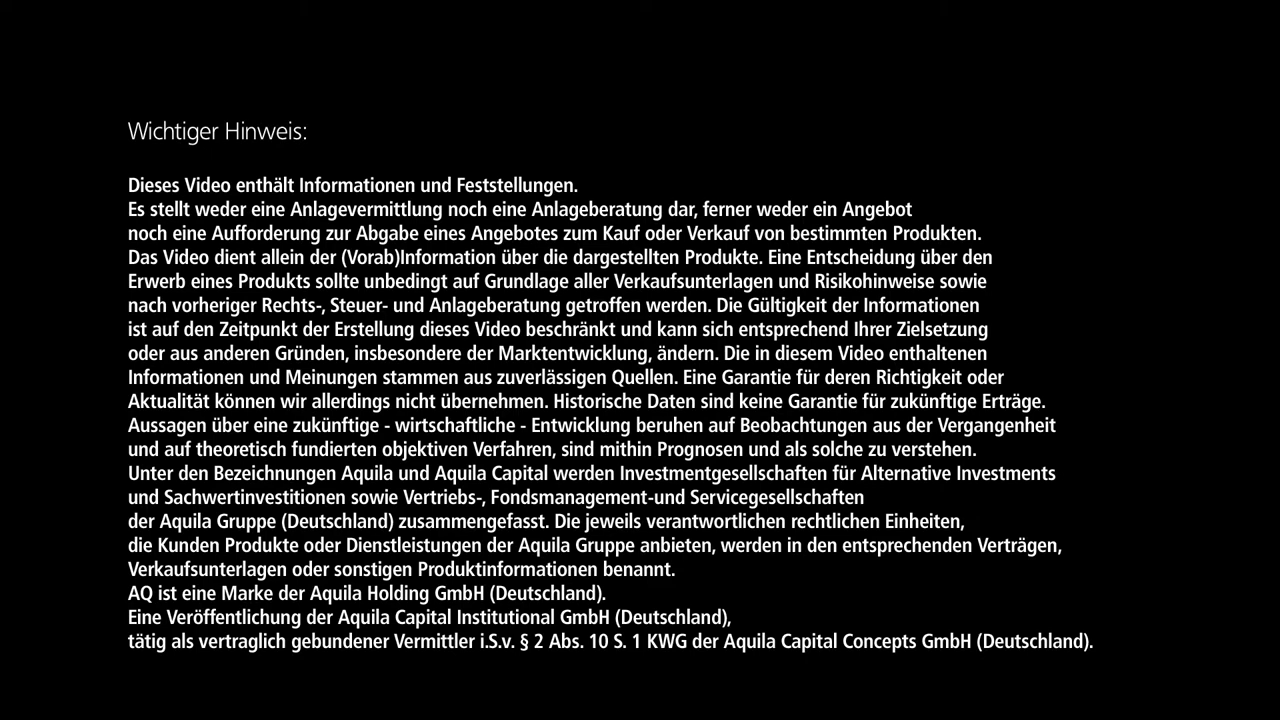 Wichtiger Hinweis:
Dieses Video enthält Informationen und Feststellungen.
Es stellt weder eine Anlagevermittlung noch eine Anlageberatung dar, ferner weder ein Angebot
noch eine Aufforderung zur Abgabe eines Angebotes zum Kauf oder Verkauf von bestimmten Produkten.
Das Video dient allein der (Vorab)Information über die dargestellten Produkte. Eine Entscheidung über den
Erwerb eines Produkts sollte unbedingt auf Grundlage aller Verkaufsunterlagen und Risikohinweise sowie
nach vorheriger Rechts-, Steuer- und Anlageberatung getroffen werden. Die Gültigkeit der Informationen
ist auf den Zeitpunkt der Erstellung dieses Video beschränkt und kann sich entsprechend Ihrer Zielsetzung
oder aus anderen Gründen, insbesondere der Marktentwicklung, ändern. Die in diesem Video enthaltenen
Informationen und Meinungen stammen aus zuverlässigen Quellen. Eine Garantie für deren Richtigkeit oder
Aktualität können wir allerdings nicht übernehmen. Historische Daten sind keine Garantie für zukünftige Erträge.
Aussagen über eine zukünftige - wirtschaftliche - Entwicklung beruhen auf Beobachtungen aus der Vergangenheit
und auf theoretisch fundierten objektiven Verfahren, sind mithin Prognosen und als solche zu verstehen.
Unter den Bezeichnungen Aquila und Aquila Capital werden Investmentgesellschaften für Alternative Investments
und Sachwertinvestitionen sowie Vertriebs-, Fondsmanagement-und Servicegesellschaften
der Aquila Gruppe (Deutschland) zusammengefasst. Die jeweils verantwortlichen rechtlichen Einheiten,
die Kunden Produkte oder Dienstleistungen der Aquila Gruppe anbieten, werden in den entsprechenden Verträgen,
Verkaufsunterlagen oder sonstigen Produktinformationen benannt.
AQ ist eine Marke der Aquila Holding GmbH (Deutschland).
Eine Veröffentlichung der Aquila Capital Institutional GmbH (Deutschland),
tätig als vertraglich gebundener Vermittler i.S.v. § 2 Abs. 10 S. 1 KWG der Aquila Capital Concepts GmbH (Deutschland).